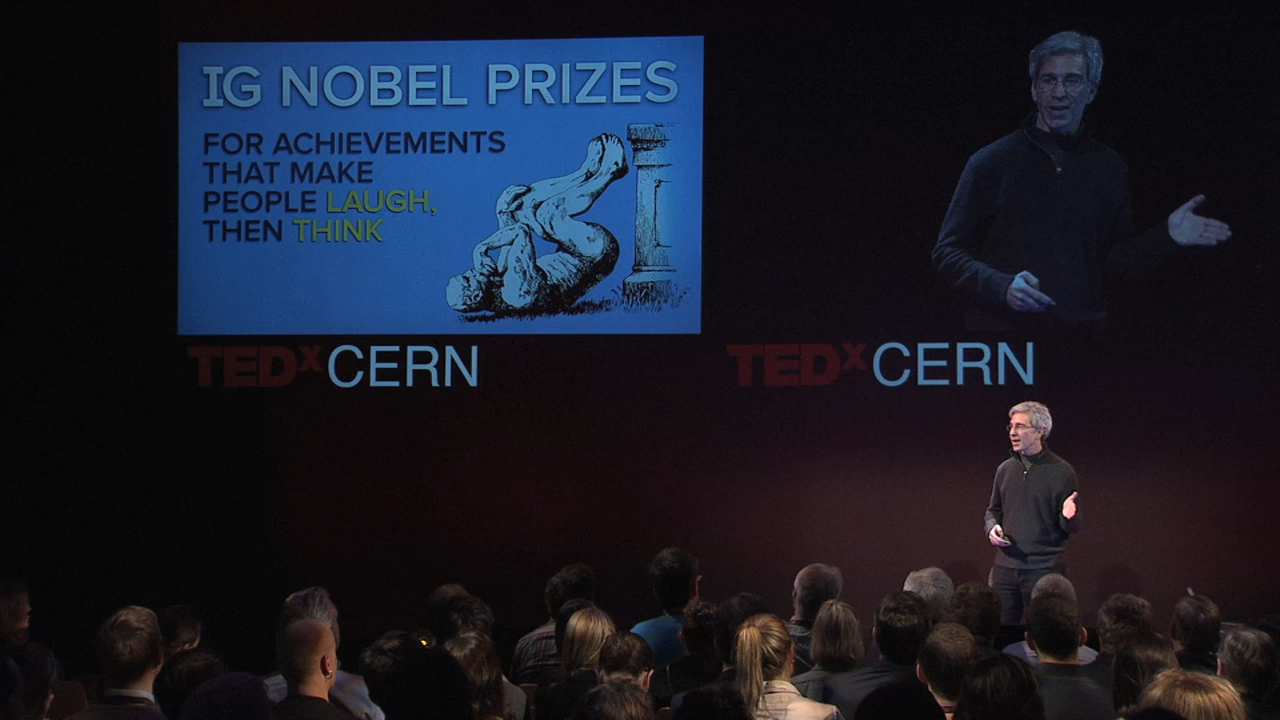 IG NOBEL PRIZES
FOR ACHIEVEMENTS
THAT MAKE
PEOPLE LAUGH,
THEN THINK
TEDxCERN
TEDxCERN